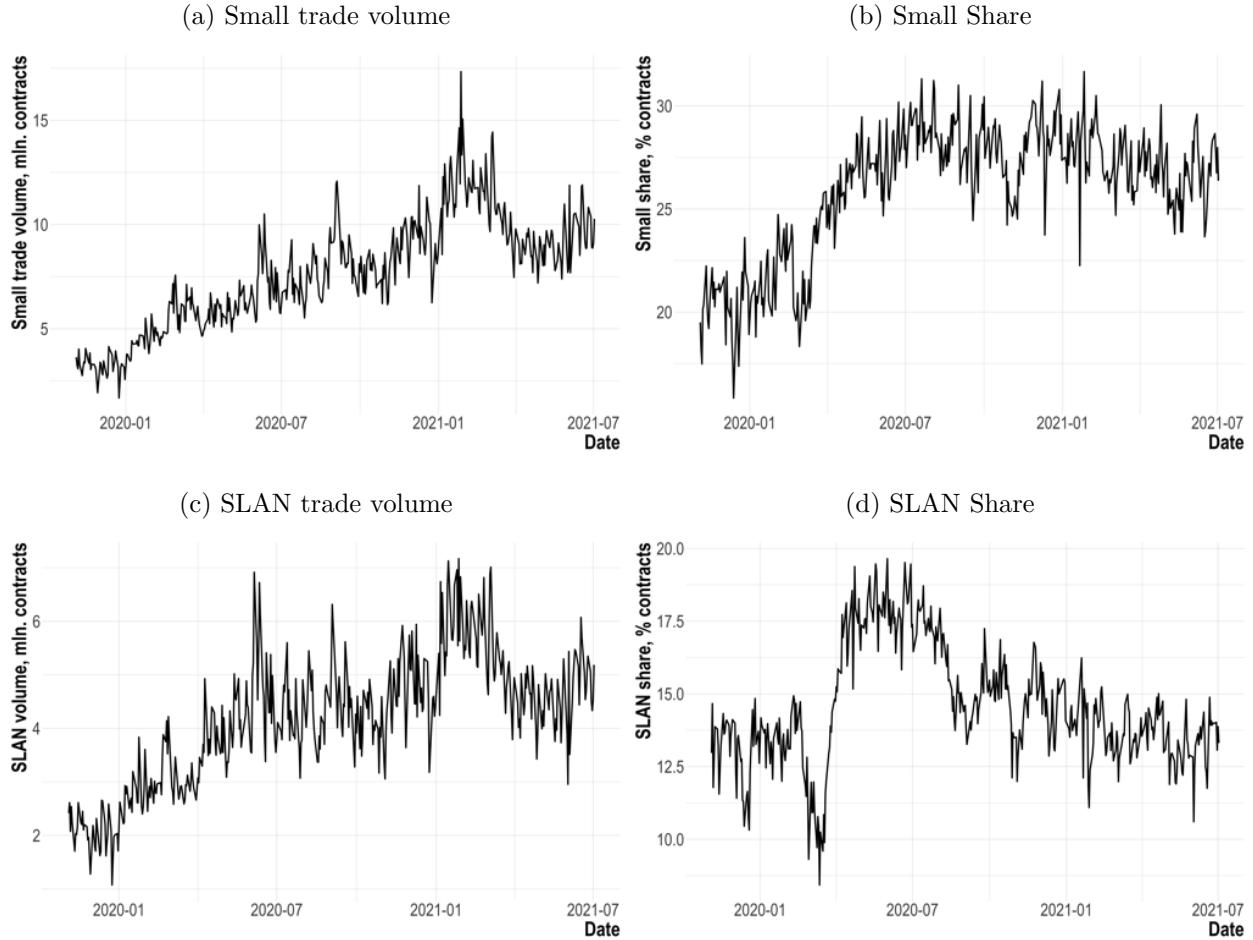 (a) Small trade volume
Small trade volume, mln. contracts
15
10
5
2020-01 2020-07 2021-01 2021-07
Date
(b) Small Share
Small share, % contracts
30
25
20
2020-01 2020-07 2021-01 2021-07
Date
(c) SLAN trade volume
SLAN volume, mln. contracts
6
4
2
2020-01 2020-07 2021-01 2021-07
Date
(d) SLAN Share
SLAN share, % contracts
20.0
17.5
15.0
12.5
10.0
2020-01 2020-07 2021-01 2021-07
Date